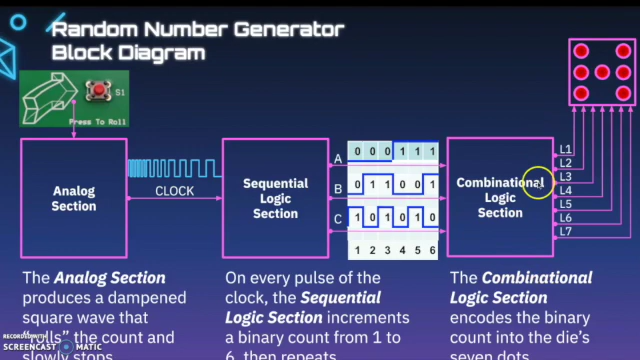 Random Number Generator
Block Diagram
S1
Press To Roll
L1
L2
L3
L4
L5
L6
L7
Analog
Section
CLOCK
Sequential
Logic
Section
A
0 0 0 1 1 1
B
0 1 1 0 0 1
C
1 0 1 0 1 0
1 2 3 4 5 6
Combinational
Logic
Section
The Analog Section
produces a dampened
square wave that
"rolls" the count and
slowly stops
On every pulse of the
clock, the Sequential
Logic Section increments
a binary count from 1 to
6, then repeats
The Combinational
Logic Section
encodes the binary
count into the die's
seven dots
RECORDED WITH
SCREENCAST MATIC